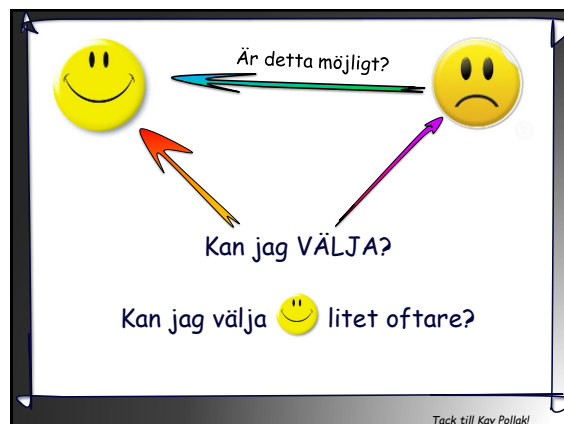 Är detta möjligt?
Kan jag VÄLJA?
Kan jag välja litet oftare?
Tack till Kay Pollak!